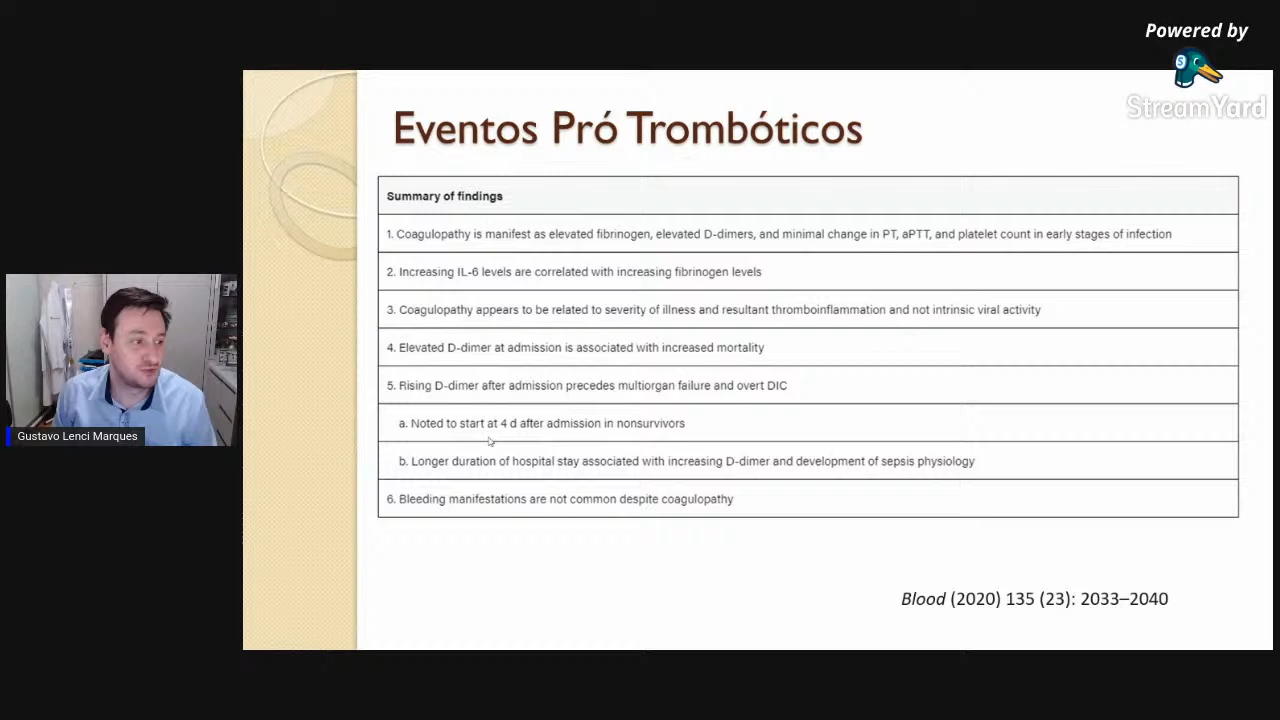 Powered by
StreamYard
Eventos Pró Trombóticos
Summary of findings
1. Coagulopathy is manifest as elevated fibrinogen, elevated D-dimers, and minimal change in PT, aPTT, and platelet count in early stages of infection
2. Increasing IL-6 levels are correlated with increasing fibrinogen levels
3. Coagulopathy appears to be related to severity of illness and resultant thromboinflammation and not intrinsic viral activity
4. Elevated D-dimer at admission is associated with increased mortality
5. Rising D-dimer after admission precedes multiorgan failure and overt DIC
a. Noted to start at 4 d after admission in nonsurvivors
b. Longer duration of hospital stay associated with increasing D-dimer and development of sepsis physiology
6. Bleeding manifestations are not common despite coagulopathy
Blood (2020) 135 (23): 2033–2040
Gustavo Lenci Marques